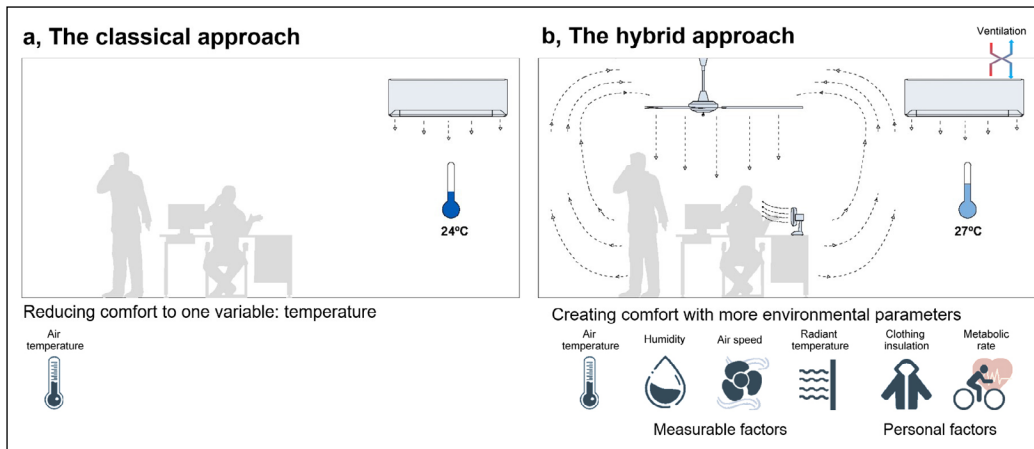 a, The classical approach
24ºC
Reducing comfort to one variable: temperature
Air
temperature
b, The hybrid approach
Ventilation
27ºC
Creating comfort with more environmental parameters
Air
temperature
Humidity
Air speed
Radiant
temperature
Clothing
insulation
Metabolic
rate
Measurable factors
Personal factors